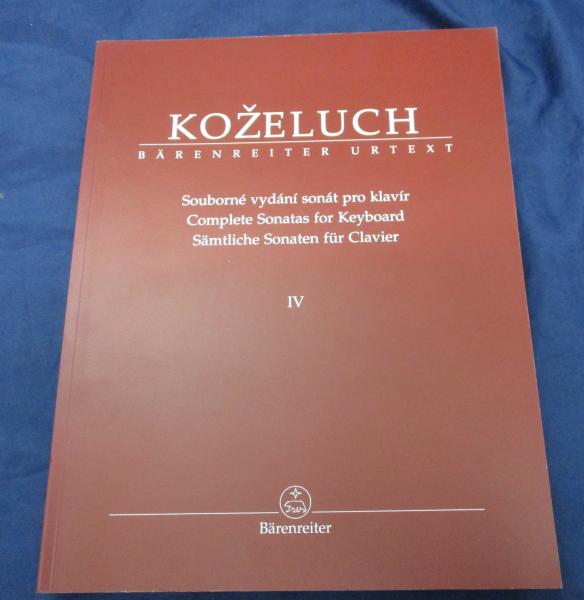 KOŽELUCH
BÄRENREITER URTEXT
Souborné vydání sonát pro klavír
Complete Sonatas for Keyboard
Sämtliche Sonaten für Clavier
IV
Bärenreiter